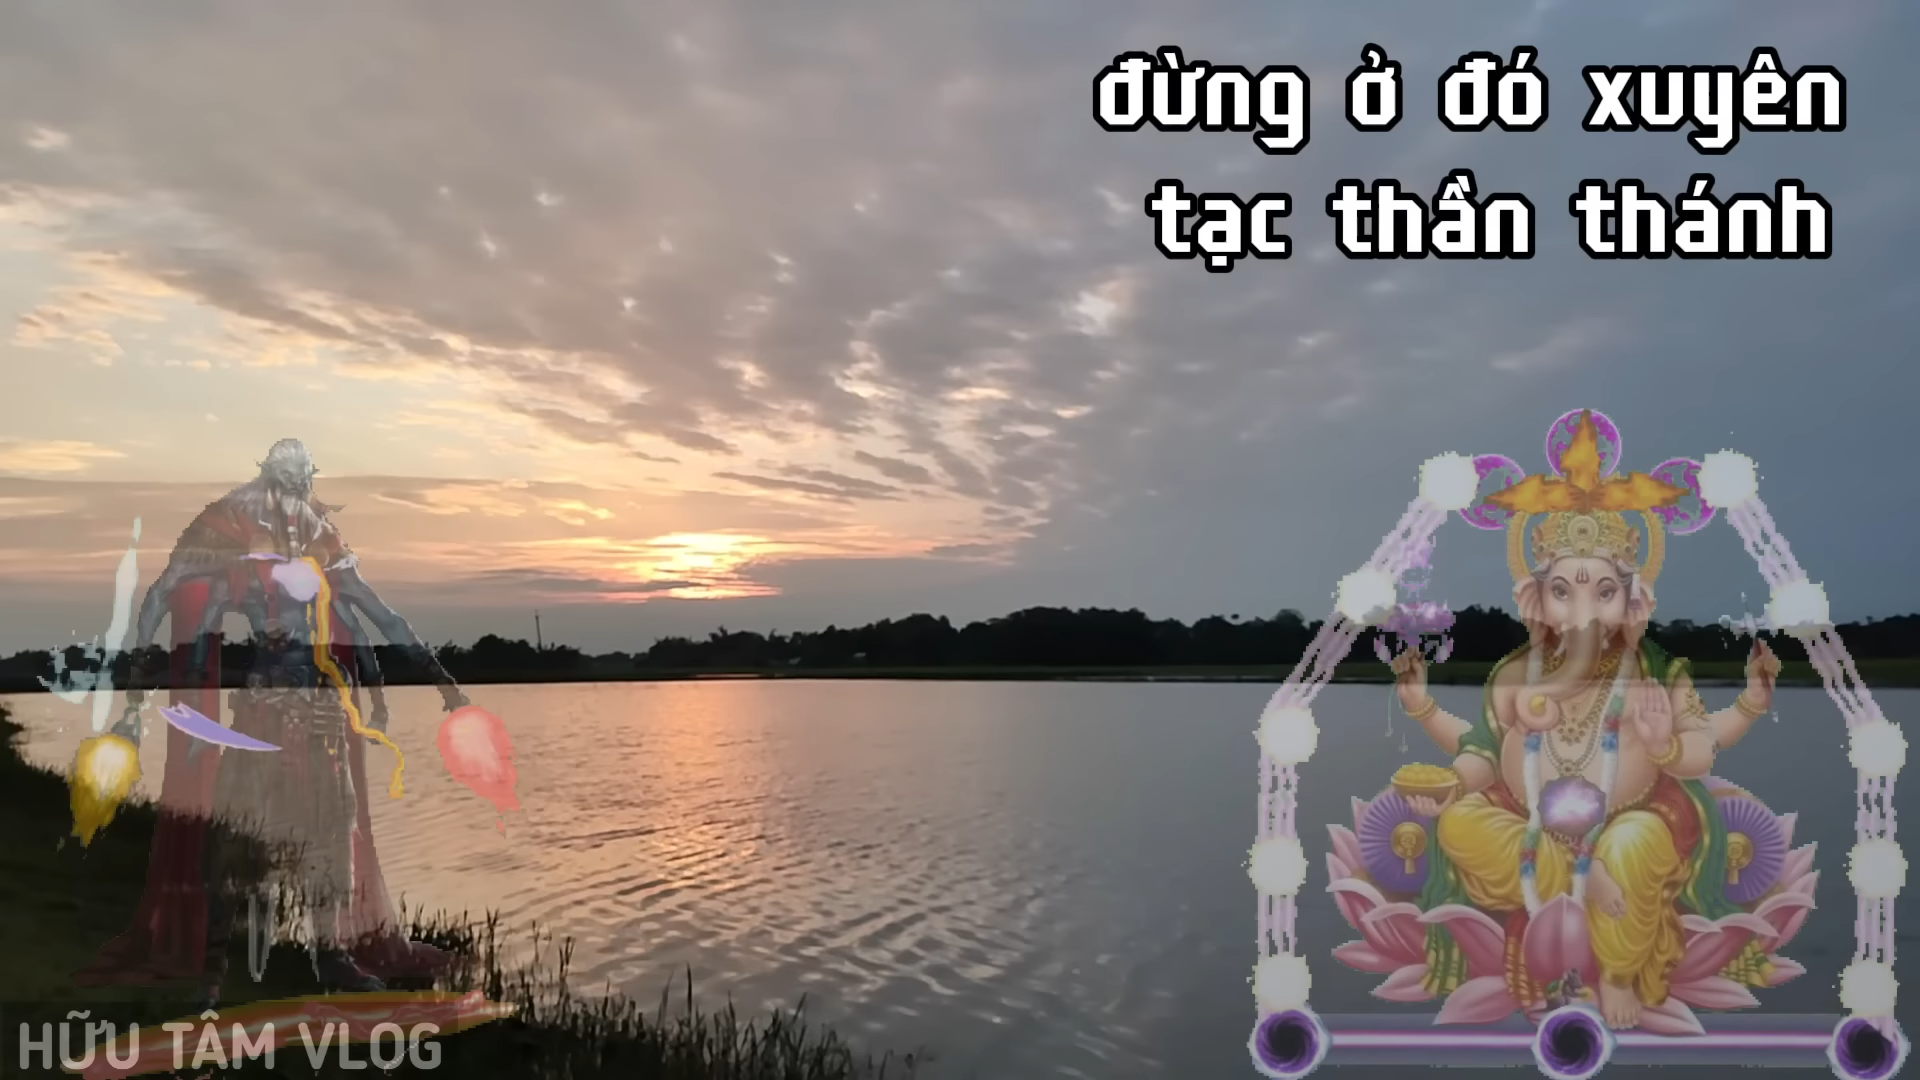 đừng ở đó xuyên
tạc thần thánh
HỮU TÂM VLOG